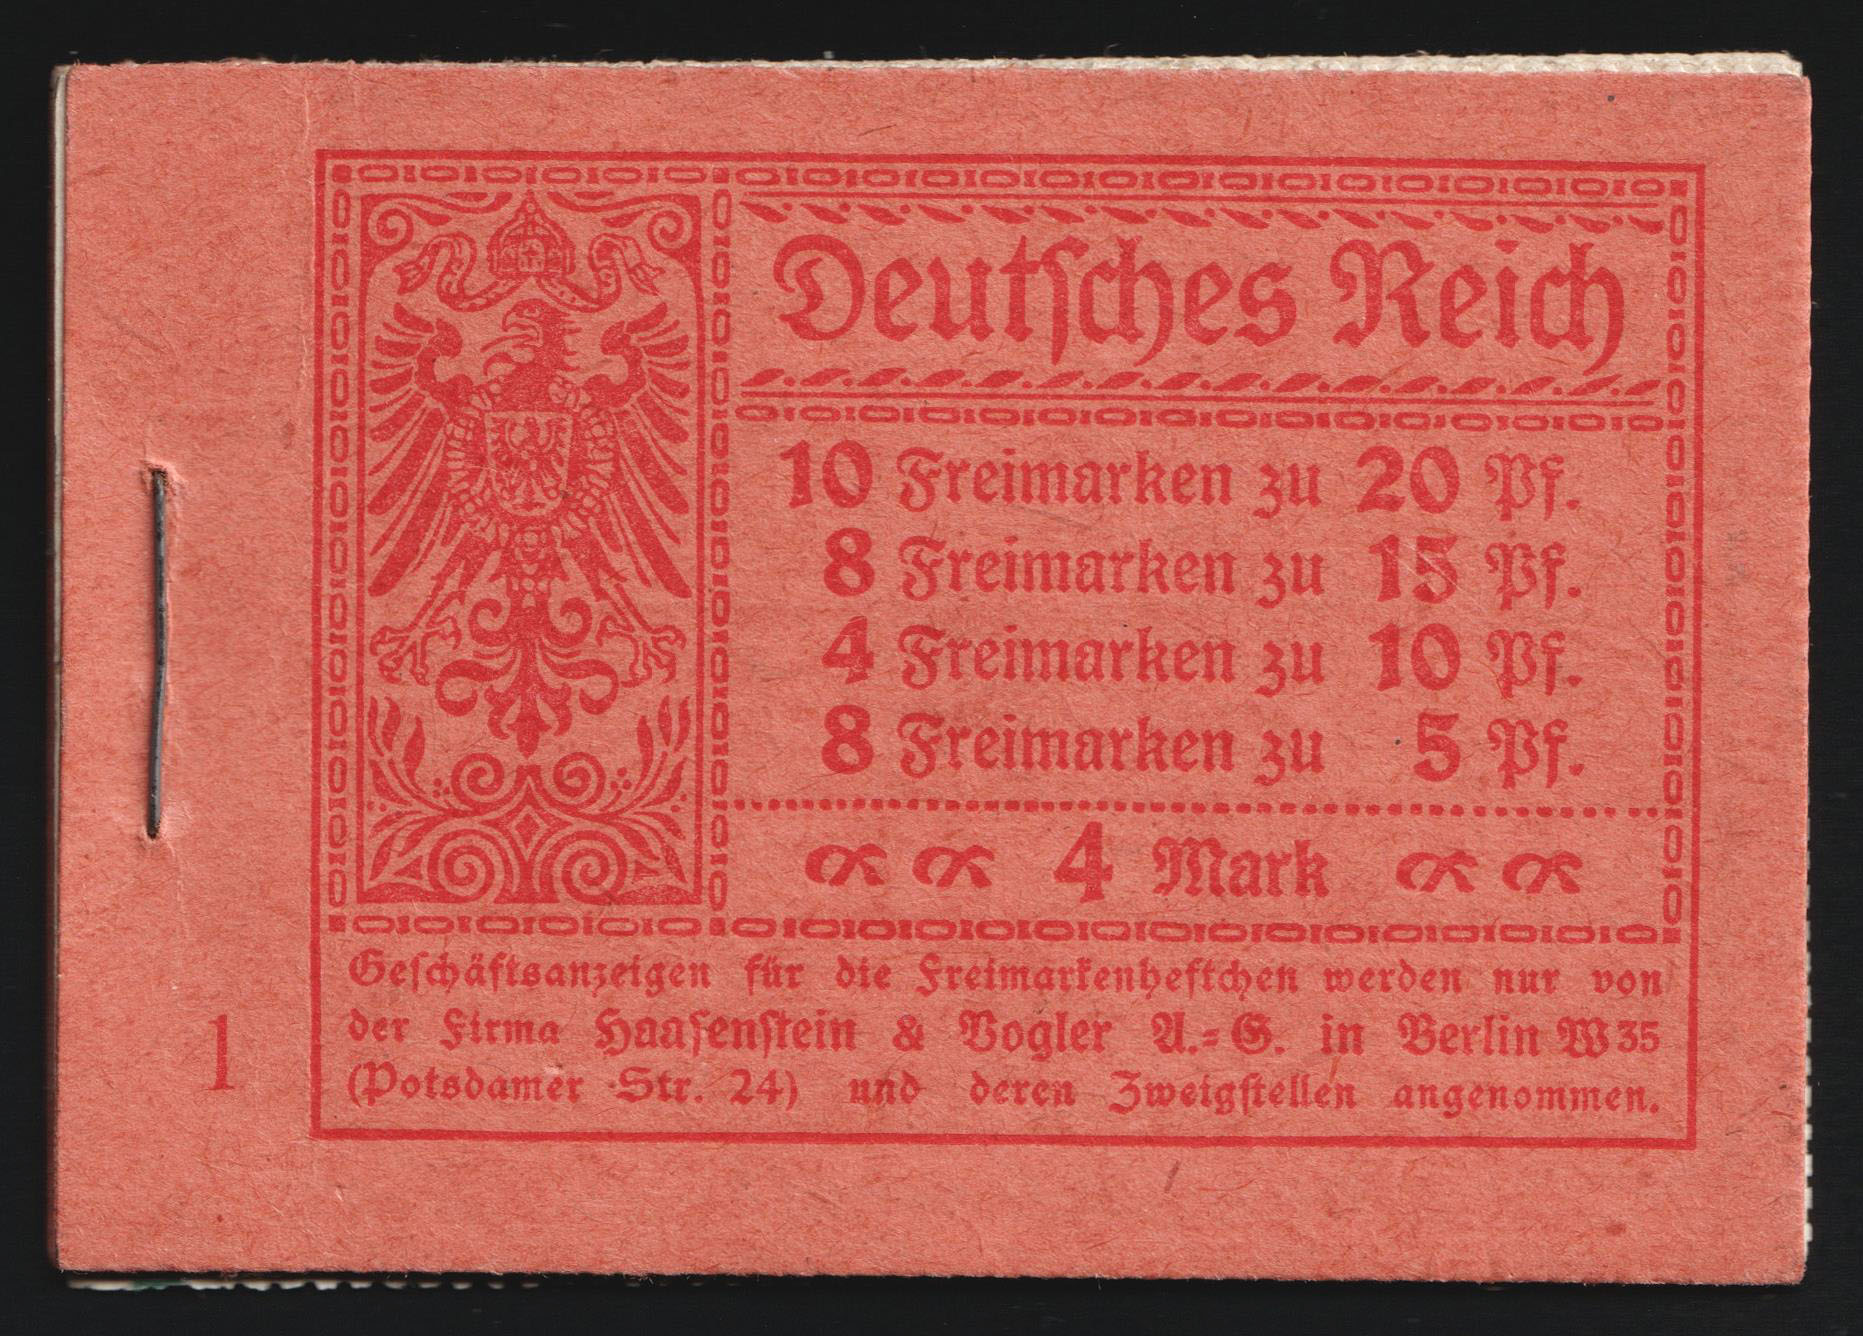 Deutsches Reich
10 Freimarken zu 20 Pf.
8 Freimarken zu 15 Pf.
4 Freimarken zu 10 Pf.
8 Freimarken zu 5 Pf.
4 Mark
Geschäftsanzeigen für die Freimarkenheftchen werden nur von
der Firma Haasenstein & Vogler A.=G. in Berlin W35
(Potsdamer Str. 24) und deren Zweigstellen angenommen.
1